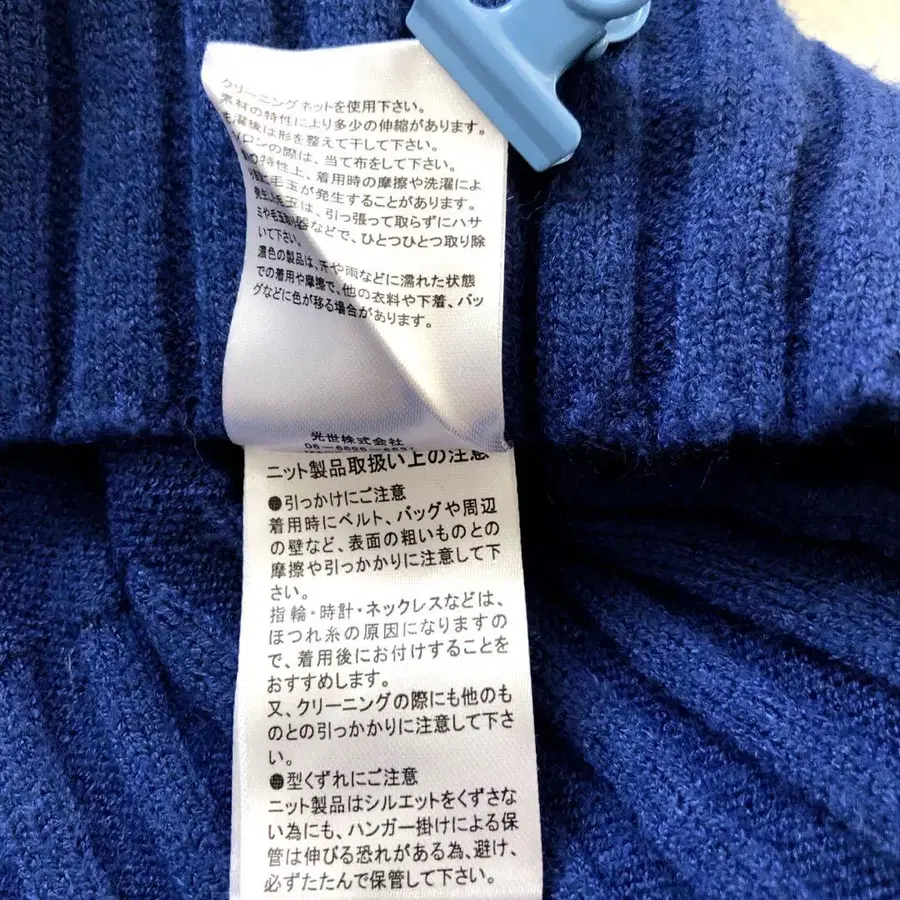 クリーニングネットを使用下さい。
素材の特性により多少の伸縮があります。
濯後は形を整えて干して下さい。
ロンの際は、当て布をして下さい。
の特性上、着用時の摩擦や洗濯によ
毛玉が発生することがあります。
毛玉は、引っ張って取らずにハサ
ミや毛玉取り器などで、ひとつひとつ取り除
いて下さい。
濃色の製品は、汗や雨などに濡れた状態
での着用や摩擦で、他の衣料や下着、バッ
グなどに色が移る場合があります。
光世株式会社
ニット製品取扱い上の注意
●引っかけにご注意
着用時にベルト、バッグや周辺
の壁など、表面の粗いものとの
摩擦や引っかかりに注意して下
さい。
指輪・時計・ネックレスなどは、
ほつれ糸の原因になりますの
で、着用後にお付けすることを
おすすめします。
又、クリーニングの際にも他のも
のとの引っかかりに注意して下さ
い。
●型くずれにご注意
ニット製品はシルエットをくずさな
い為にも、ハンガー掛けによる保
管は伸びる恐れがある為、避け、
必ずたたんで保管して下さい。